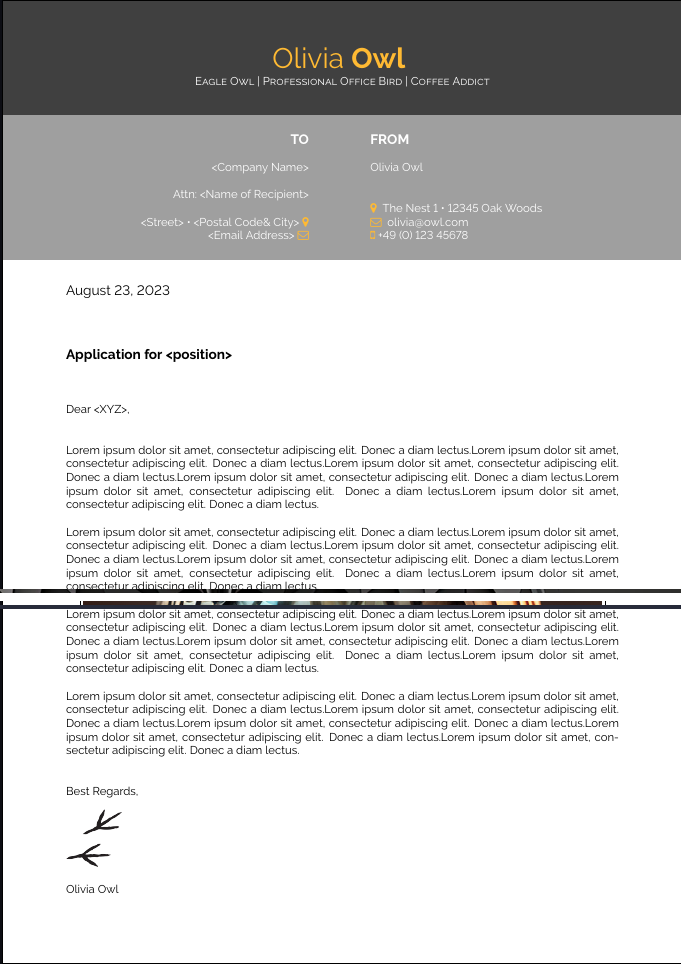 Olivia Owl
Eagle Owl | Professional Office Bird | Coffee Addict
TO
<Company Name>
Attn: <Name of Recipient>
<Street> • <Postal Code& City>
<Email Address>
FROM
Olivia Owl
The Nest 1 • 12345 Oak Woods
olivia@owl.com
+49 (0) 123 45678
August 23, 2023
Application for <position>
Dear <XYZ>,
Lorem ipsum dolor sit amet, consectetur adipiscing elit. Donec a diam lectus.Lorem ipsum dolor sit amet,
consectetur adipiscing elit. Donec a diam lectus.Lorem ipsum dolor sit amet, consectetur adipiscing elit.
Donec a diam lectus.Lorem ipsum dolor sit amet, consectetur adipiscing elit. Donec a diam lectus.Lorem
ipsum dolor sit amet, consectetur adipiscing elit. Donec a diam lectus.Lorem ipsum dolor sit amet,
consectetur adipiscing elit. Donec a diam lectus.
Lorem ipsum dolor sit amet, consectetur adipiscing elit. Donec a diam lectus.Lorem ipsum dolor sit amet,
consectetur adipiscing elit. Donec a diam lectus.Lorem ipsum dolor sit amet, consectetur adipiscing elit.
Donec a diam lectus.Lorem ipsum dolor sit amet, consectetur adipiscing elit. Donec a diam lectus.Lorem
ipsum dolor sit amet, consectetur adipiscing elit. Donec a diam lectus.Lorem ipsum dolor sit amet,
consectetur adipiscing elit. Donec a diam lectus.
Lorem ipsum dolor sit amet, consectetur adipiscing elit. Donec a diam lectus.Lorem ipsum dolor sit amet,
consectetur adipiscing elit. Donec a diam lectus.Lorem ipsum dolor sit amet, consectetur adipiscing elit.
Donec a diam lectus.Lorem ipsum dolor sit amet, consectetur adipiscing elit. Donec a diam lectus.Lorem
ipsum dolor sit amet, consectetur adipiscing elit. Donec a diam lectus.Lorem ipsum dolor sit amet,
consectetur adipiscing elit. Donec a diam lectus.
Lorem ipsum dolor sit amet, consectetur adipiscing elit. Donec a diam lectus.Lorem ipsum dolor sit amet,
consectetur adipiscing elit. Donec a diam lectus.Lorem ipsum dolor sit amet, consectetur adipiscing elit.
Donec a diam lectus.Lorem ipsum dolor sit amet, consectetur adipiscing elit. Donec a diam lectus.Lorem
ipsum dolor sit amet, consectetur adipiscing elit. Donec a diam lectus.Lorem ipsum dolor sit amet, con-
sectetur adipiscing elit. Donec a diam lectus.
Best Regards,
Olivia Owl